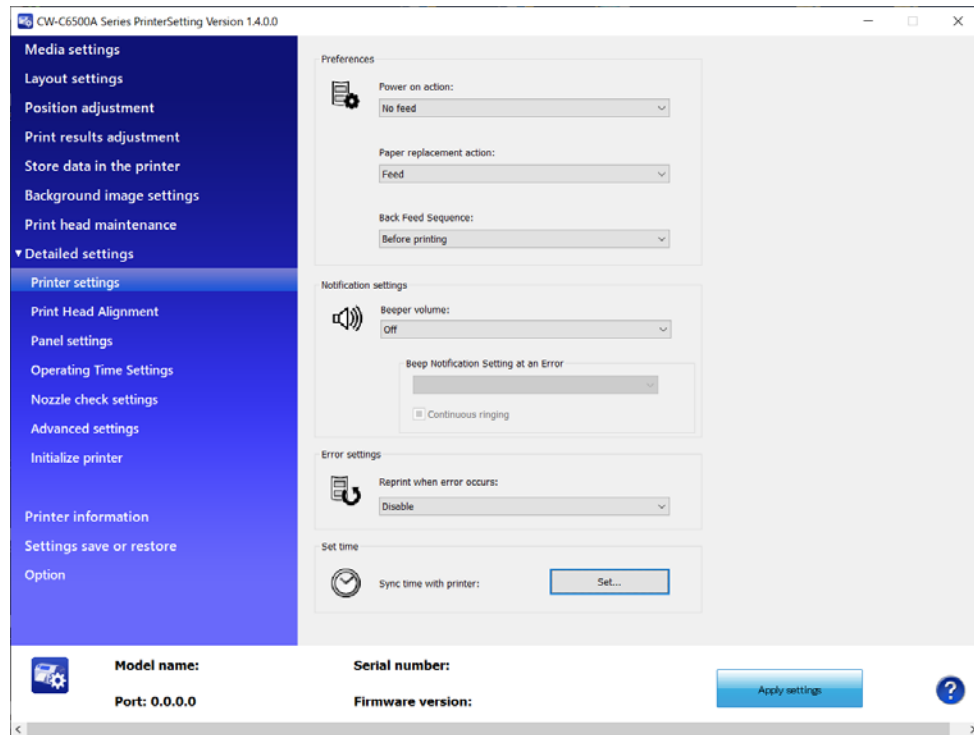 CW-C6500A Series PrinterSetting Version 1.4.0.0
Media settings
Layout settings
Position adjustment
Print results adjustment
Store data in the printer
Background image settings
Print head maintenance
Detailed settings
Printer settings
Print Head Alignment
Panel settings
Operating Time Settings
Nozzle check settings
Advanced settings
Initialize printer
Printer information
Settings save or restore
Option
Preferences
Power on action:
No feed
Paper replacement action:
Feed
Back Feed Sequence:
Before printing
Notification settings
Beeper volume:
Off
Beep Notification Setting at an Error
Continuous ringing
Error settings
Reprint when error occurs:
Disable
Set time
Sync time with printer:
Set...
Model name:
Serial number:
Port: 0.0.0.0
Firmware version:
Apply settings
?